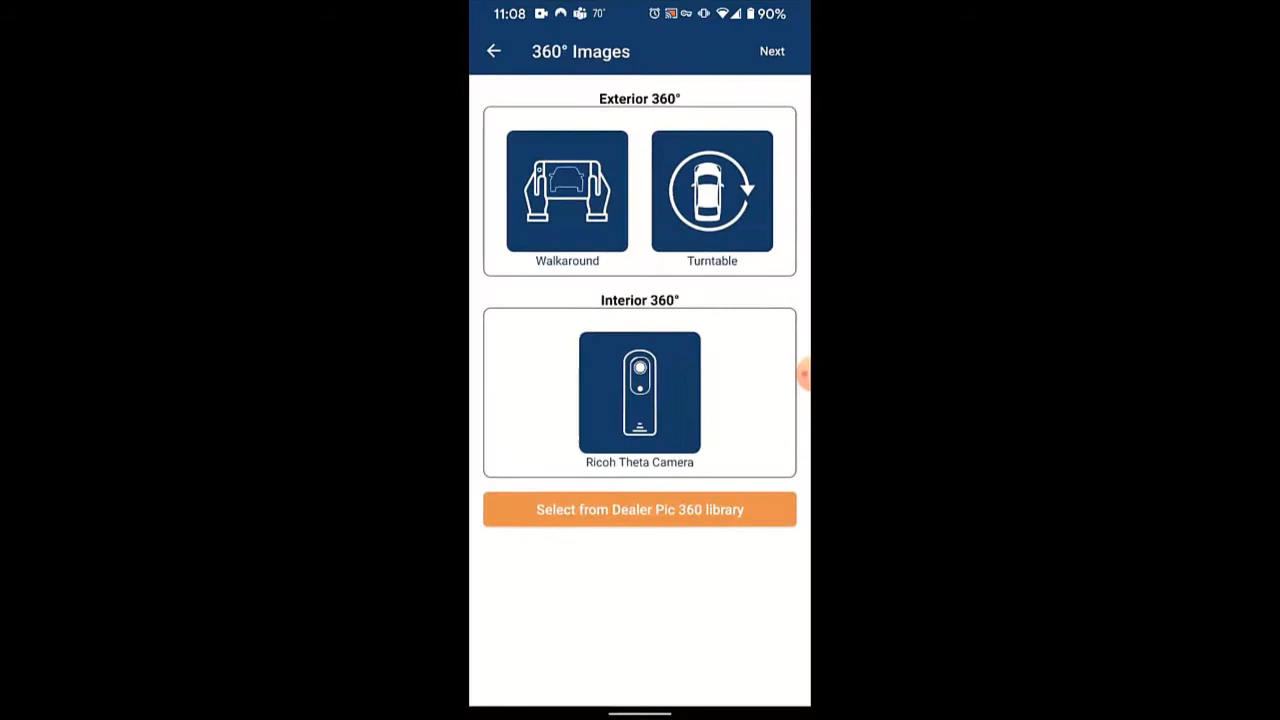 11:08 70° 90%
360° Images Next
Exterior 360°
Walkaround Turntable
Interior 360°
Ricoh Theta Camera
Select from Dealer Pic 360 library